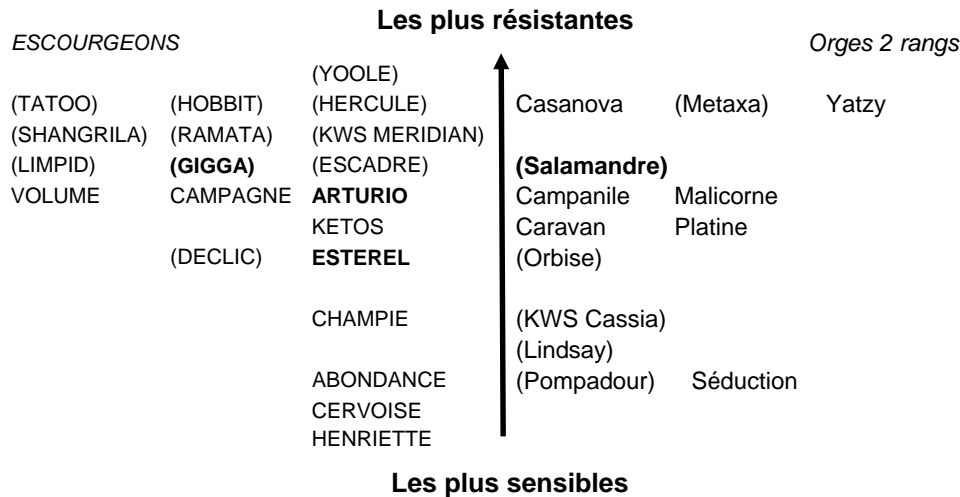 Les plus résistantes
ESCOURGEONS Orges 2 rangs
(YOOLE)
(TATOO) (HOBBIT) (HERCULE) Casanova (Metaxa) Yatzy
(SHANGRILA) (RAMATA) (KWS MERIDIAN)
(LIMPID) (GIGGA) (ESCADRE) (Salamandre)
VOLUME CAMPAGNE ARTURIO Campanile Malicorne
KETOS Caravan Platine
(DECLIC) ESTEREL (Orbise)
CHAMPIE (KWS Cassia)
(Lindsay)
ABONDANCE (Pompadour) Séduction
CERVOISE
HENRIETTE
Les plus sensibles